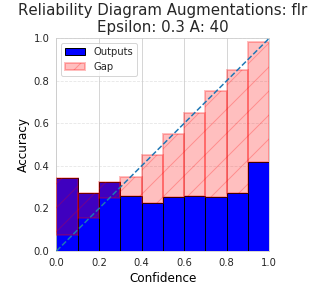 Reliability Diagram Augmentations: flr
Epsilon: 0.3 A: 40
1.0
0.8
0.6
0.4
0.2
0.0
Accuracy
Outputs
Gap
0.0 0.2 0.4 0.6 0.8 1.0
Confidence